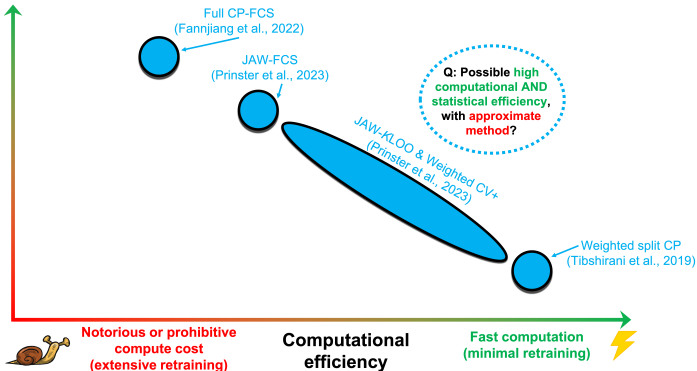 Full CP-FCS
(Fannjiang et al., 2022)
JAW-FCS
(Prinster et al., 2023)
Q: Possible high
computational AND
statistical efficiency,
with approximate
method?
JAW-KLOO & Weighted CV+
(Prinster et al., 2023)
Weighted split CP
(Tibshirani et al., 2019)
Notorious or prohibitive
compute cost
(extensive retraining)
Computational
efficiency
Fast computation
(minimal retraining)